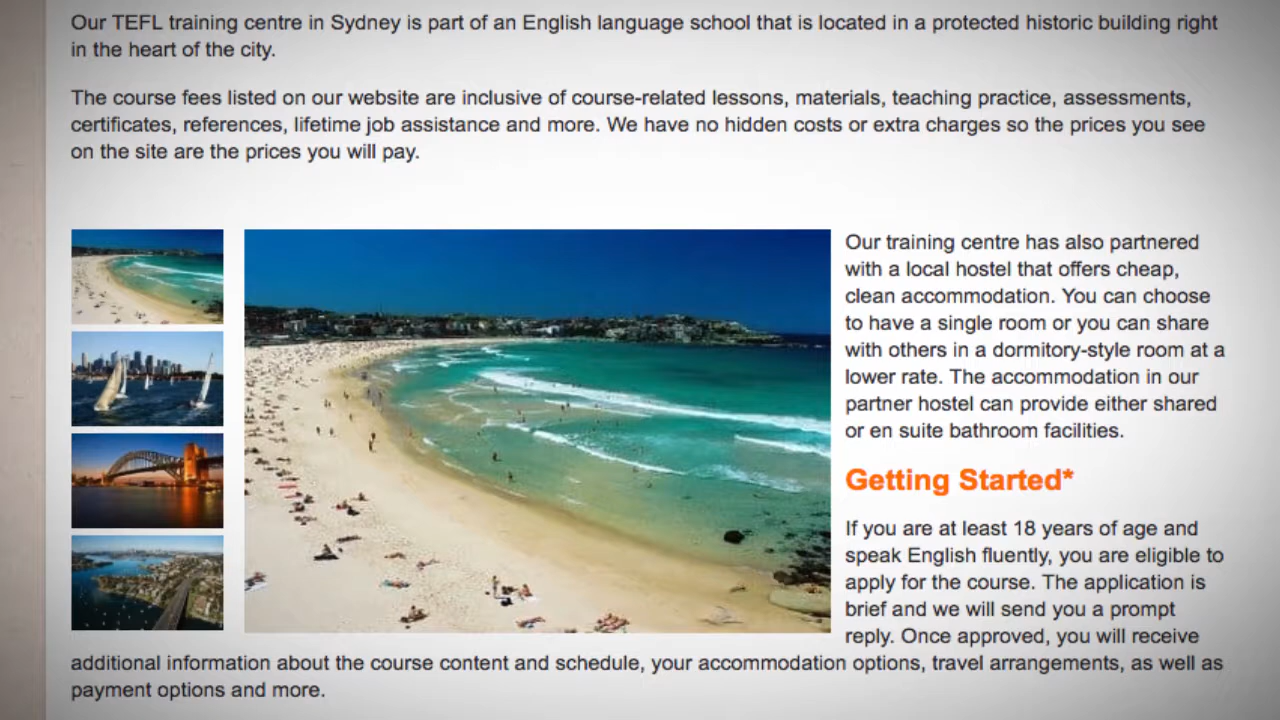 Our TEFL training centre in Sydney is part of an English language school that is located in a protected historic building right
in the heart of the city.
The course fees listed on our website are inclusive of course-related lessons, materials, teaching practice, assessments,
certificates, references, lifetime job assistance and more. We have no hidden costs or extra charges so the prices you see
on the site are the prices you will pay.
Our training centre has also partnered
with a local hostel that offers cheap,
clean accommodation. You can choose
to have a single room or you can share
with others in a dormitory-style room at a
lower rate. The accommodation in our
partner hostel can provide either shared
or en suite bathroom facilities.
Getting Started*
If you are at least 18 years of age and
speak English fluently, you are eligible to
apply for the course. The application is
brief and we will send you a prompt
reply. Once approved, you will receive
additional information about the course content and schedule, your accommodation options, travel arrangements, as well as
payment options and more.